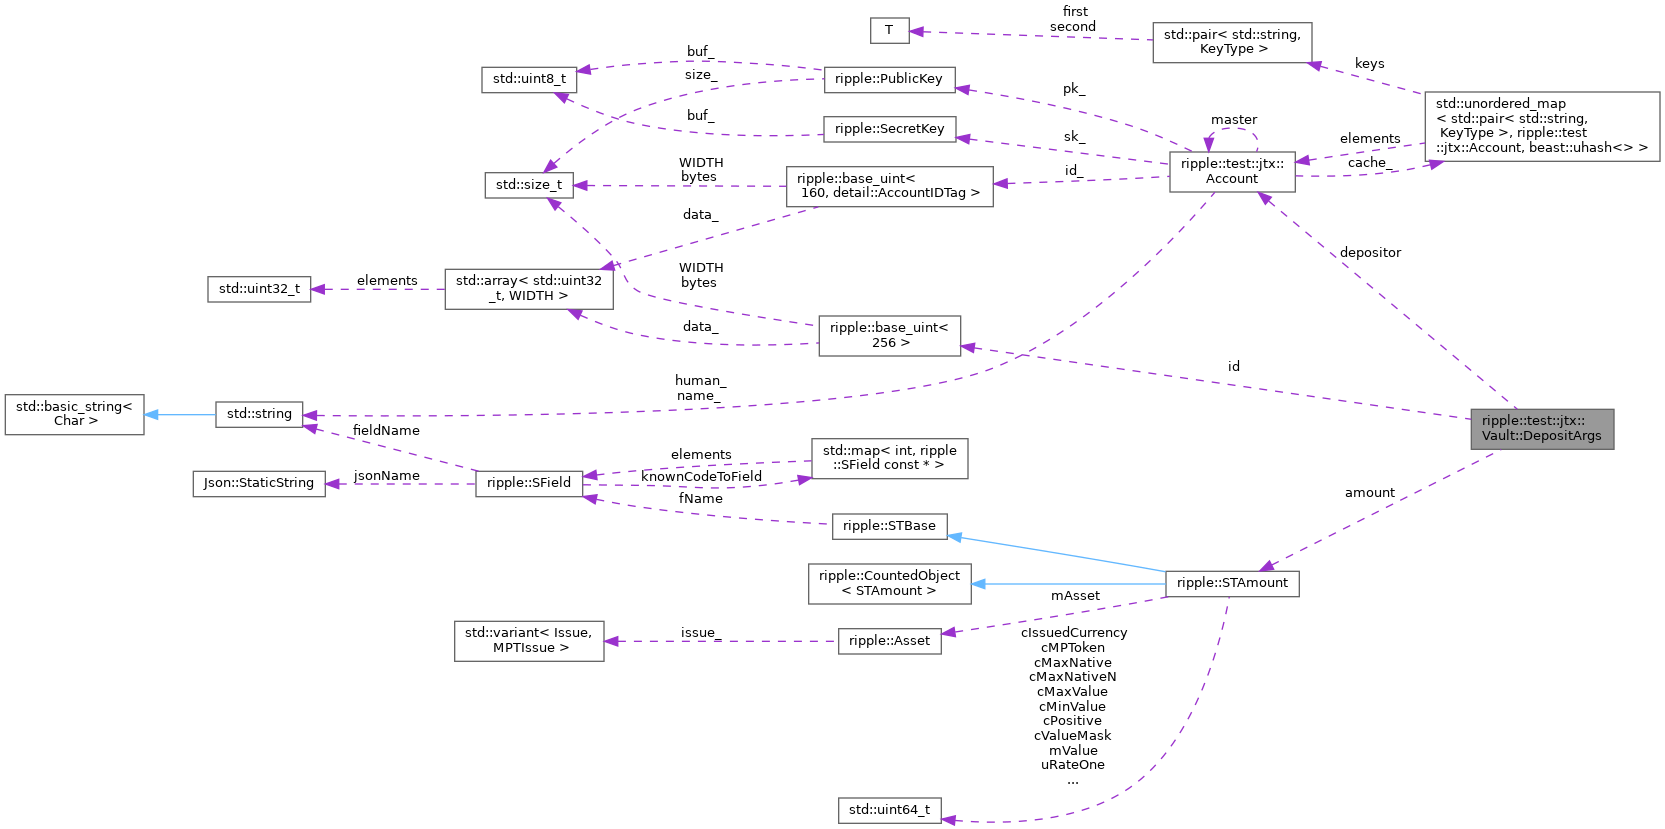 first
second
T
std::pair< std::string,
KeyType >
keys
buf_
std::uint8_t
size_
ripple::PublicKey
pk_
std::unordered_map
< std::pair< std::string,
KeyType >, ripple::test
::jtx::Account, beast::uhash<> >
buf_
ripple::SecretKey
sk_
master
elements
cache_
ripple::test::jtx::
Account
WIDTH
bytes
std::size_t
ripple::base_uint<
160, detail::AccountIDTag >
id_
data_
depositor
WIDTH
bytes
std::uint32_t
elements
std::array< std::uint32
_t, WIDTH >
data_
ripple::base_uint<
256 >
id
human_
name_
std::basic_string<
Char >
std::string
fieldName
ripple::test::jtx::
Vault::DepositArgs
elements
std::map< int, ripple
::SField const * >
Json::StaticString
jsonName
ripple::SField
knownCodeToField
fName
amount
ripple::STBase
ripple::CountedObject
< STAmount >
ripple::STAmount
mAsset
std::variant< Issue,
MPTIssue >
issue_
ripple::Asset
cIssuedCurrency
cMPToken
cMaxNative
cMaxNativeN
cMaxValue
cMinValue
cPositive
cValueMask
mValue
uRateOne
...
std::uint64_t